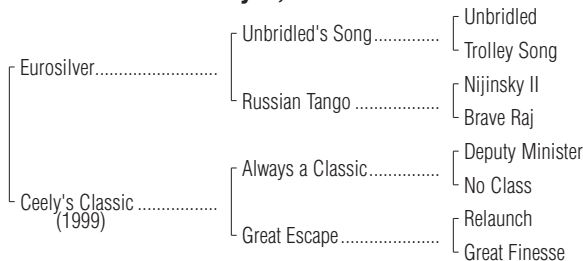 Unbridled
Unbridled's Song..............
Trolley Song
Eurosilver.........................
Nijinsky II
Russian Tango .................
Brave Raj
Deputy Minister
Always a Classic..............
No Class
Ceely's Classic ................
(1999)
Relaunch
Great Escape....................
Great Finesse